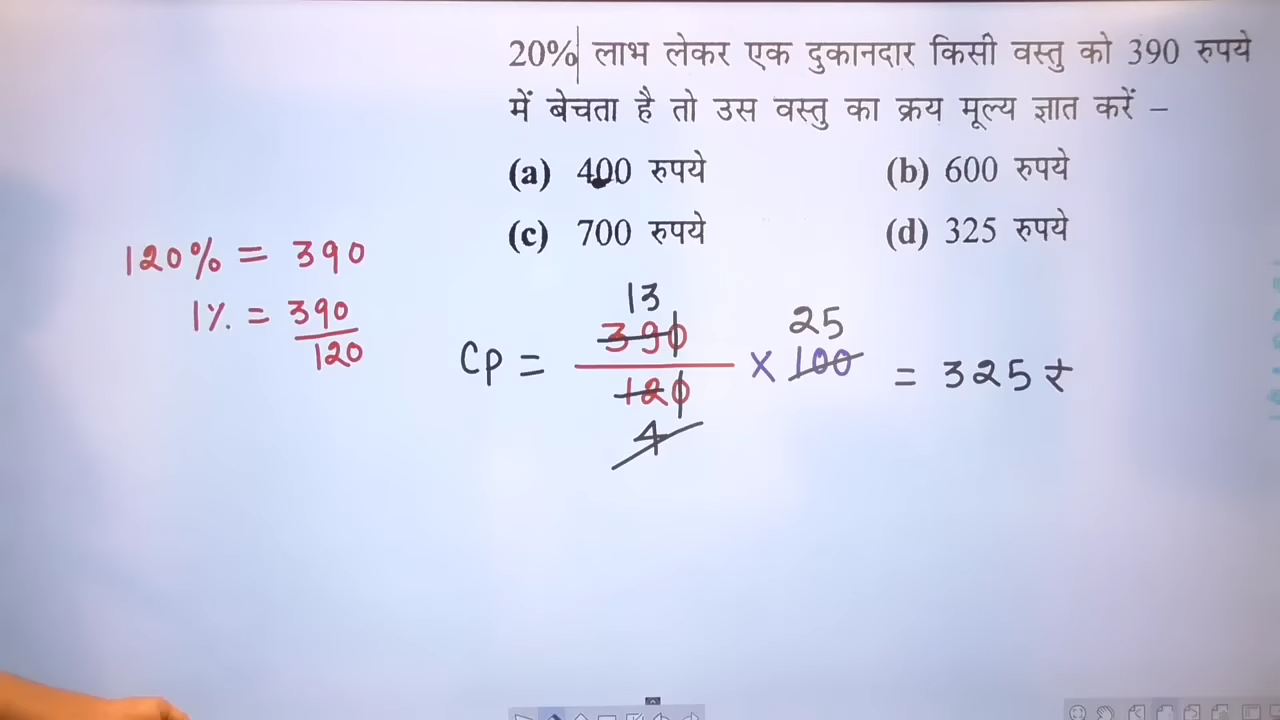 20% लाभ लेकर एक दुकानदार किसी वस्तु को 390 रुपये
में बेचता है तो उस वस्तु का क्रय मूल्य ज्ञात करें –
(a) 400 रुपये (b) 600 रुपये
(c) 700 रुपये (d) 325 रुपये
120% = 390
1% = 390
120
13
25
Cp = 390 × 100 = 325₹
120
4